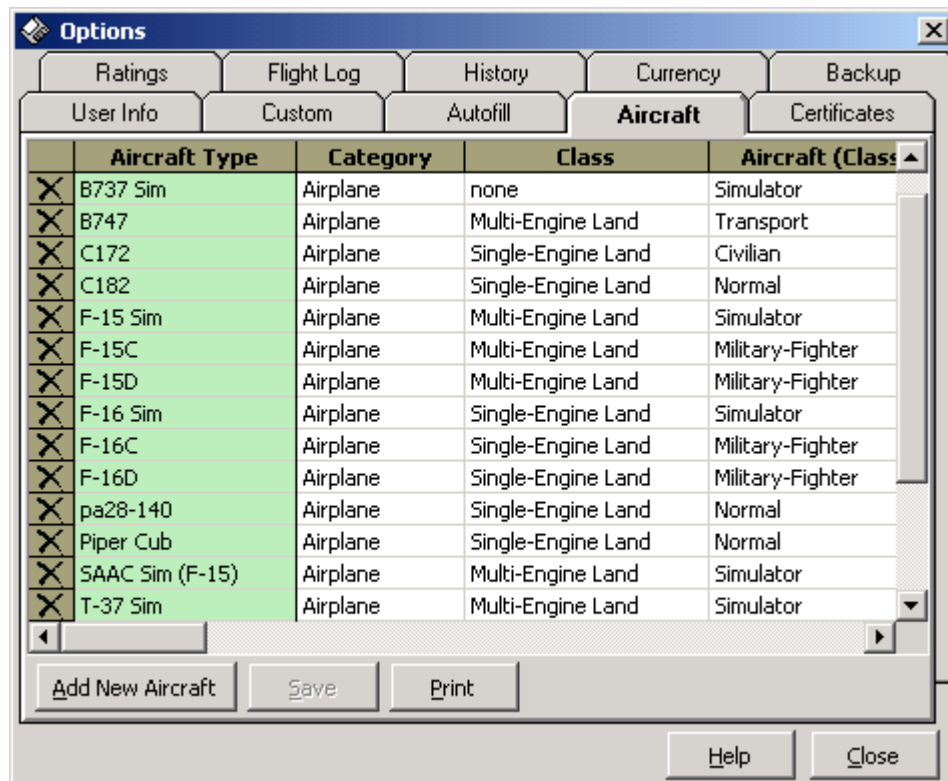 Options
Ratings Flight Log History Currency Backup
User Info Custom Autofill Aircraft Certificates
Aircraft Type Category Class Aircraft (Class
B737 Sim Airplane none Simulator
B747 Airplane Multi-Engine Land Transport
C172 Airplane Single-Engine Land Civilian
C182 Airplane Single-Engine Land Normal
F-15 Sim Airplane Multi-Engine Land Simulator
F-15C Airplane Multi-Engine Land Military-Fighter
F-15D Airplane Multi-Engine Land Military-Fighter
F-16 Sim Airplane Single-Engine Land Simulator
F-16C Airplane Single-Engine Land Military-Fighter
F-16D Airplane Single-Engine Land Military-Fighter
pa28-140 Airplane Single-Engine Land Normal
Piper Cub Airplane Single-Engine Land Normal
SAAC Sim (F-15) Airplane Multi-Engine Land Simulator
T-37 Sim Airplane Multi-Engine Land Simulator
Add New Aircraft Save Print
Help Close